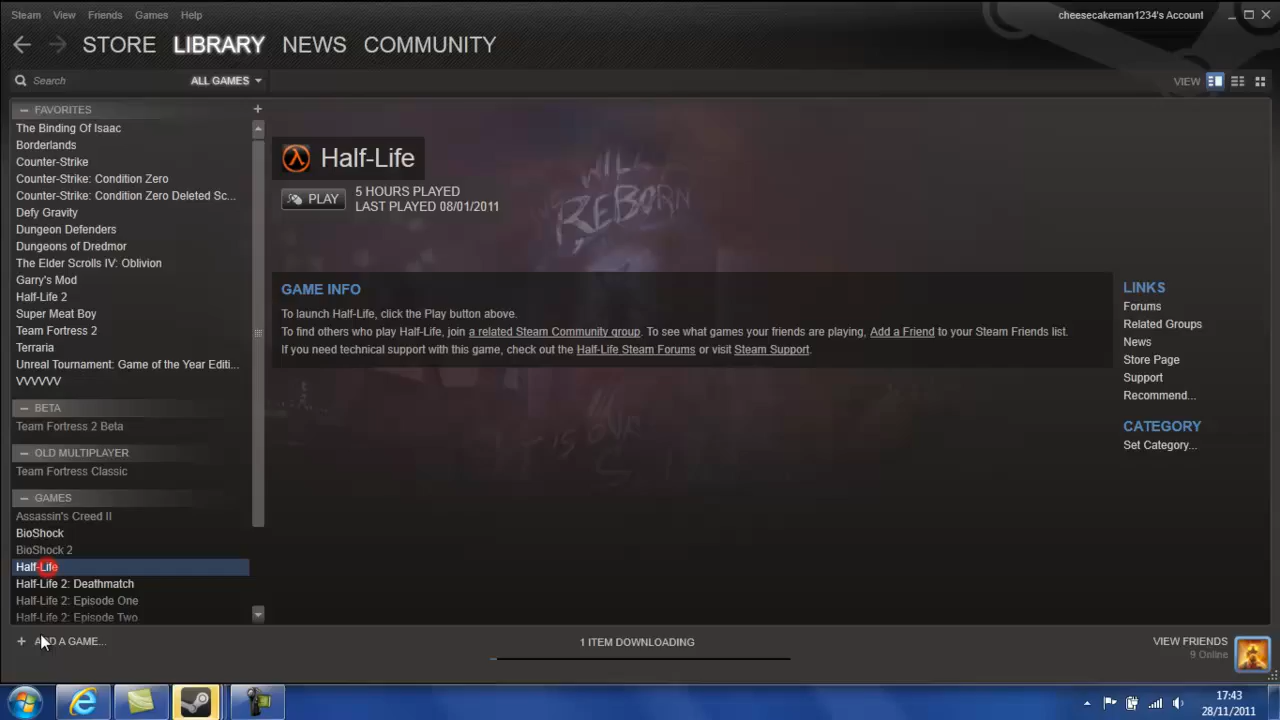 Steam View Friends Games Help cheesecakeman1234's Account
STORE LIBRARY NEWS COMMUNITY
Search ALL GAMES VIEW
FAVORITES +
The Binding Of Isaac
Borderlands
Counter-Strike
Counter-Strike: Condition Zero
Counter-Strike: Condition Zero Deleted Sc...
Defy Gravity
Dungeon Defenders
Dungeons of Dredmor
The Elder Scrolls IV: Oblivion
Garry's Mod
Half-Life 2
Super Meat Boy
Team Fortress 2
Terraria
Unreal Tournament: Game of the Year Editi...
VVVVVV
BETA
Team Fortress 2 Beta
OLD MULTIPLAYER
Team Fortress Classic
GAMES
Assassin's Creed II
BioShock
BioShock 2
Half-Life
Half-Life 2: Deathmatch
Half-Life 2: Episode One
Half-Life 2: Episode Two
+ ADD A GAME...
WILL
REBORN
Half-Life
PLAY
5 HOURS PLAYED
LAST PLAYED 08/01/2011
GAME INFO
To launch Half-Life, click the Play button above.
To find others who play Half-Life, join a related Steam Community group. To see what games your friends are playing, Add a Friend to your Steam Friends list.
If you need technical support with this game, check out the Half-Life Steam Forums or visit Steam Support.
LINKS
Forums
Related Groups
News
Store Page
Support
Recommend...
CATEGORY
Set Category...
1 ITEM DOWNLOADING
VIEW FRIENDS
9 Online
17:43
28/11/2011